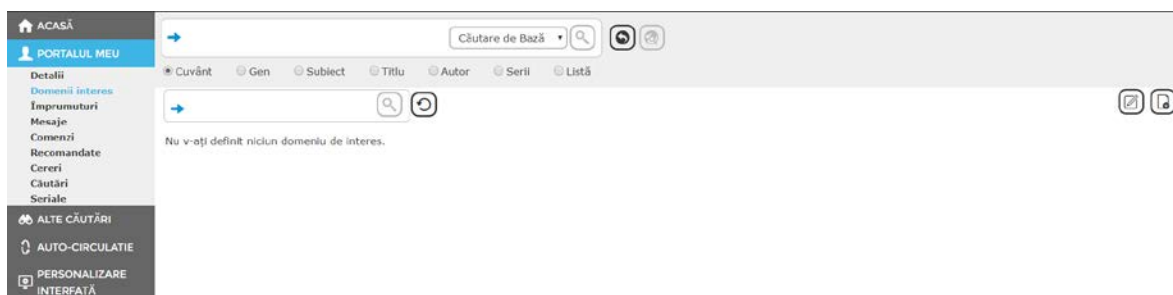 ACASĂ
PORTALUL MEU
Detalii
Domenii interes
Împrumuturi
Mesaje
Comenzi
Recomandate
Cereri
Căutări
Seriale
ALTE CĂUTĂRI
AUTO-CIRCULATIE
PERSONALIZARE
INTERFAȚĂ
Căutare de Bază
Cuvânt Gen Subiect Titlu Autor Serii Listă
Nu v-ați definit niciun domeniu de interes.